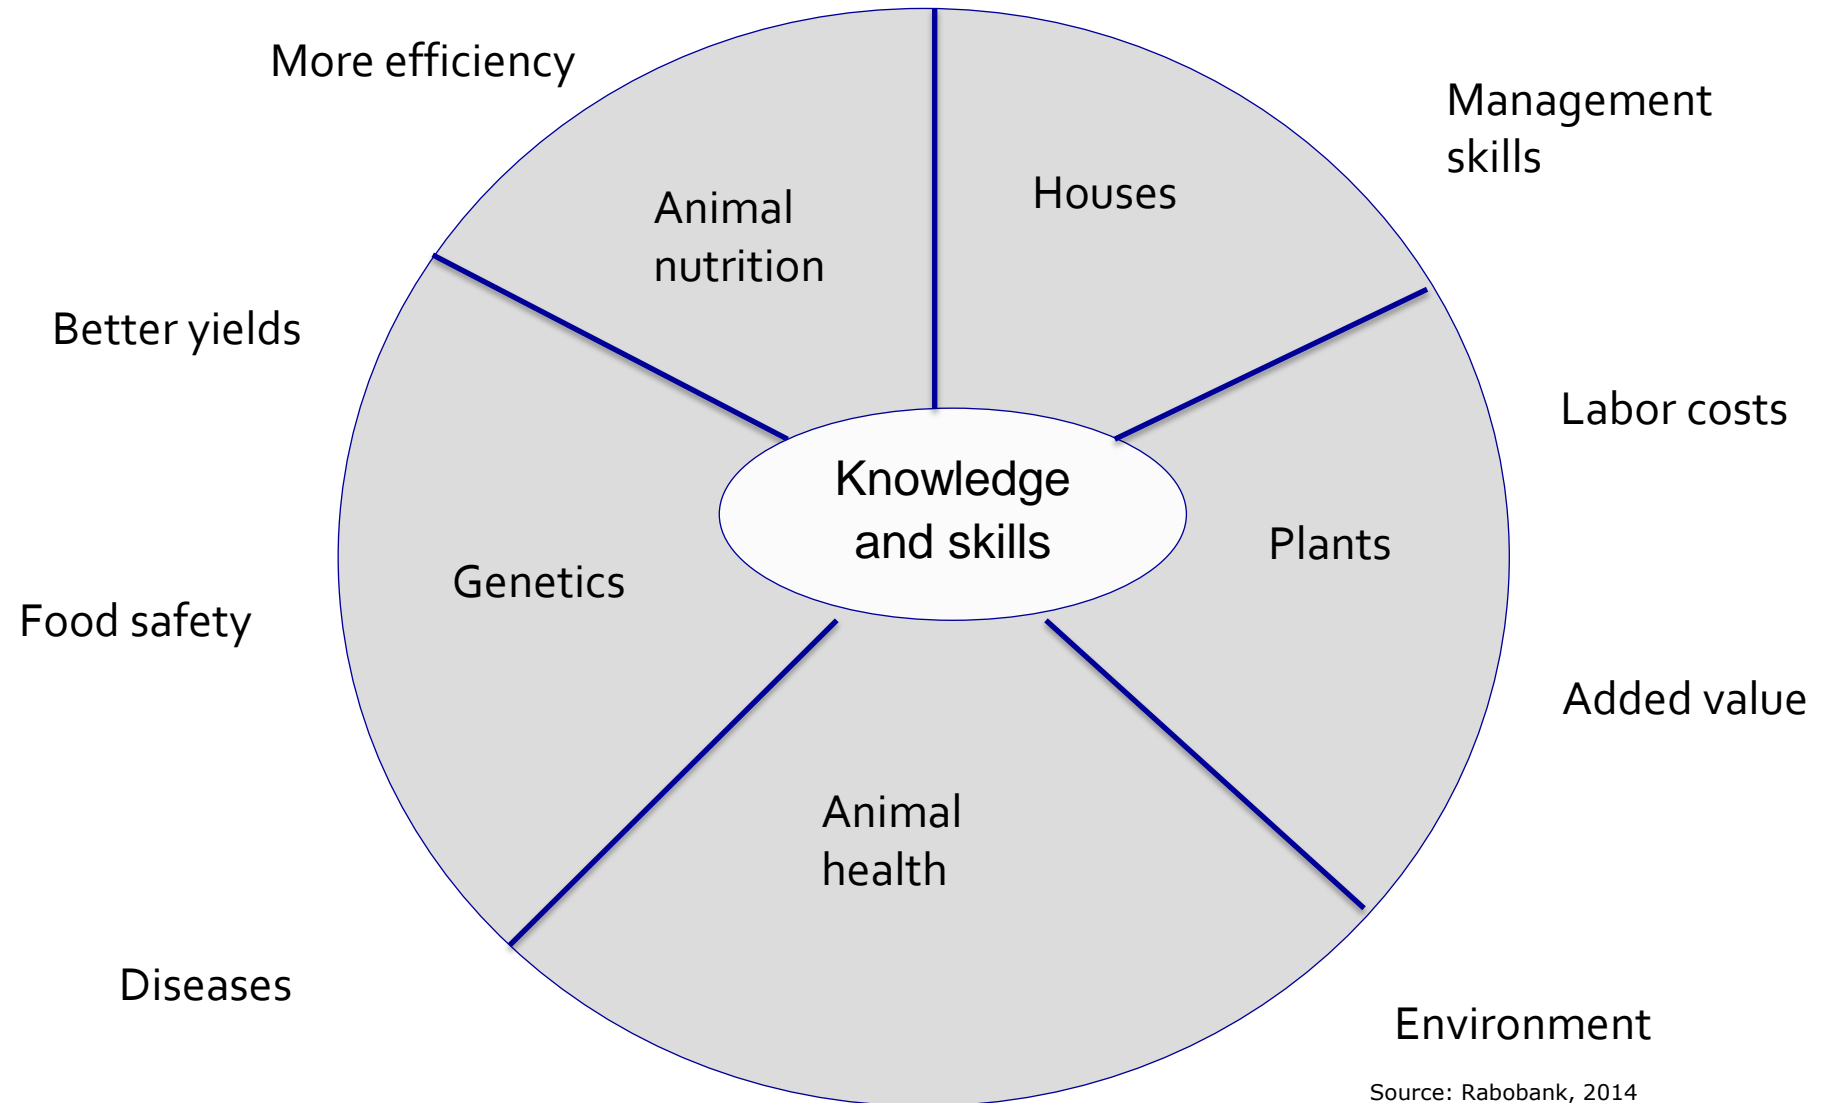 More efficiency
Management
skills
Houses
Animal
nutrition
Better yields
Labor costs
Knowledge
and skills
Plants
Genetics
Food safety
Added value
Animal
health
Diseases
Environment
Source: Rabobank, 2014